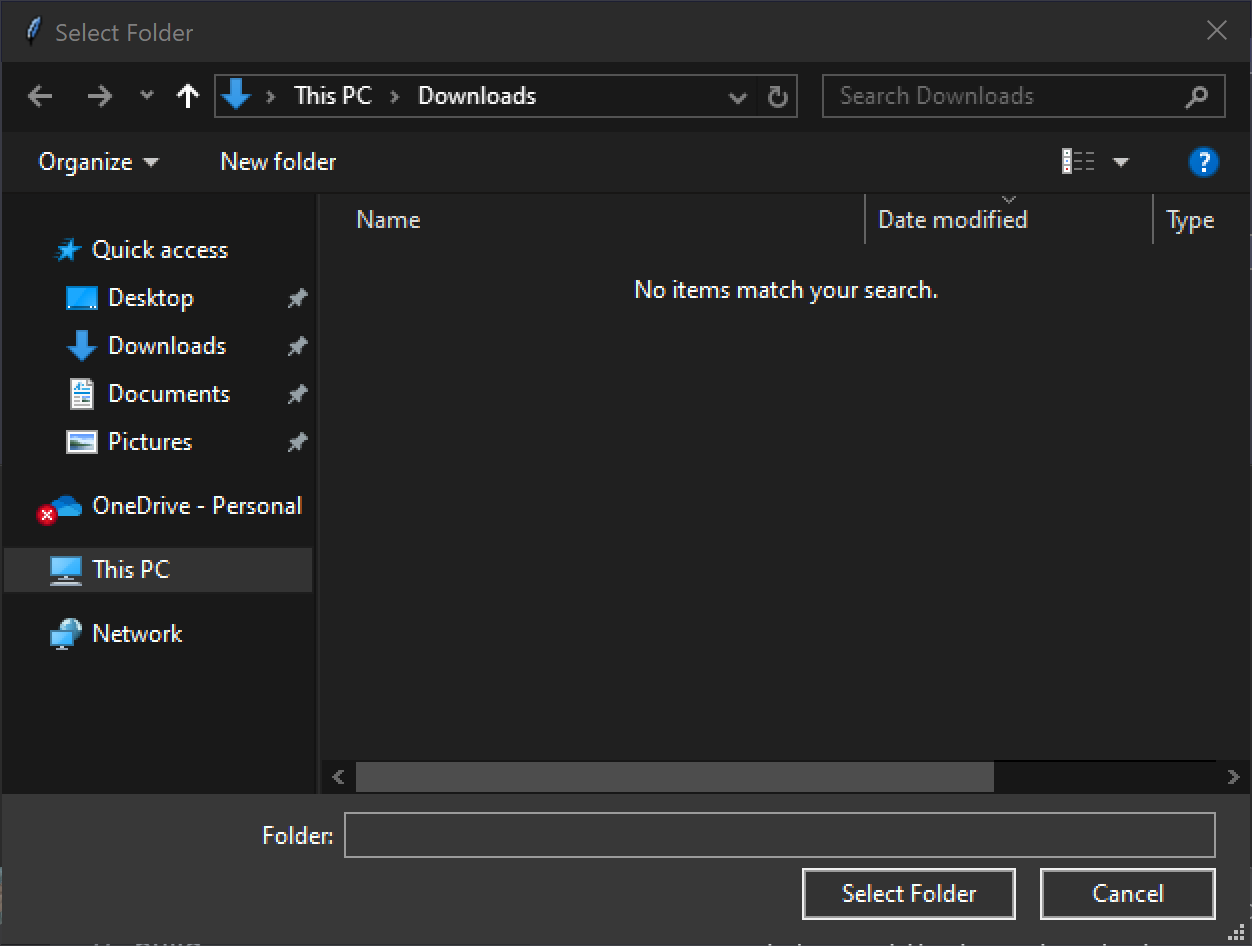 Select Folder
This PC Downloads
Search Downloads
Organize New folder
?
Name Date modified Type
No items match your search.
Quick access
Desktop
Downloads
Documents
Pictures
OneDrive - Personal
This PC
Network
Folder:
Select Folder Cancel